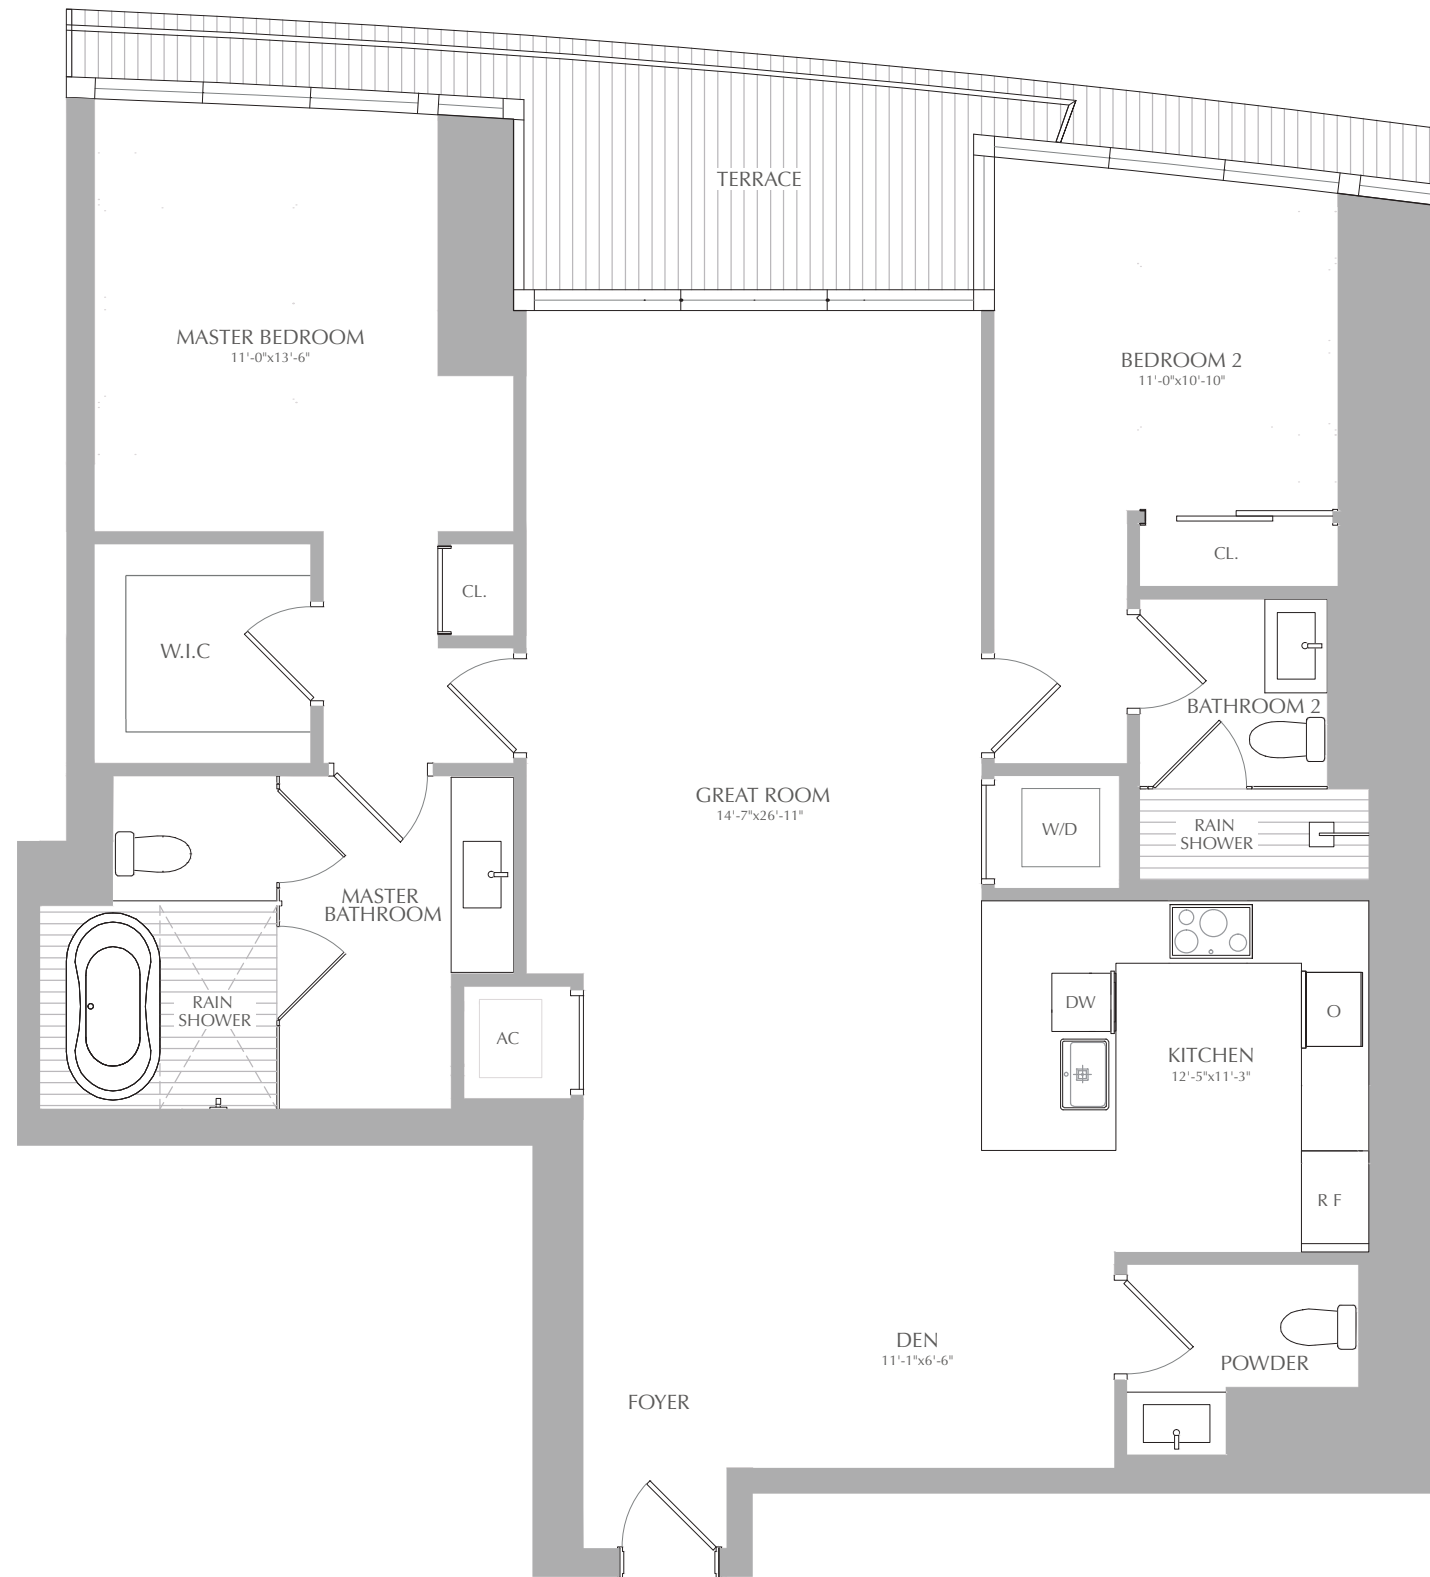 TERRACE
MASTER BEDROOM
11'-0"x13'-6"
BEDROOM 2
11'-0"x10'-10"
CL.
CL.
W.I.C
BATHROOM 2
GREAT ROOM
14'-7"x26'-11"
W/D
RAIN
SHOWER
MASTER
BATHROOM
RAIN
SHOWER
AC
DW
O
KITCHEN
12'-5"x11'-3"
R F
DEN
11'-1"x6'-6"
POWDER
FOYER